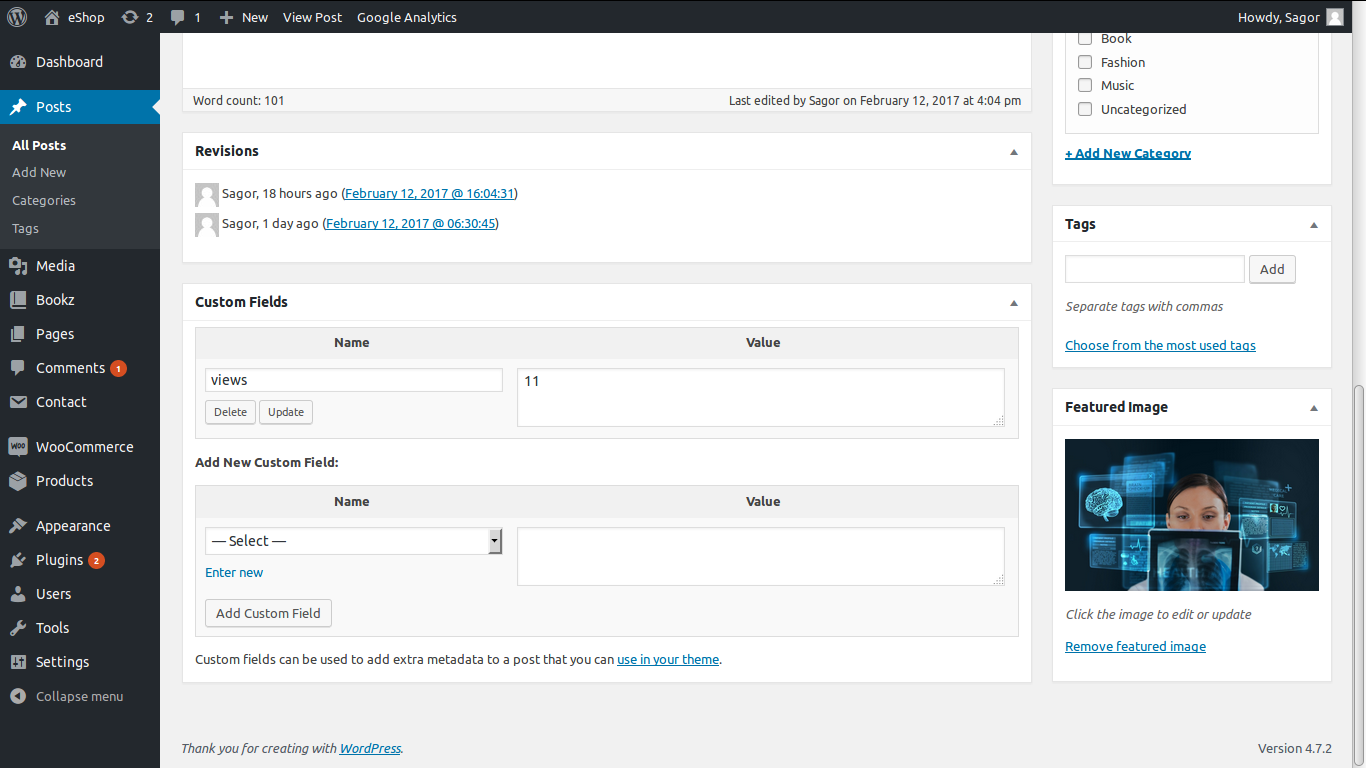 eShop 2 1 New View Post Google Analytics Howdy, Sagor
Dashboard
Posts
All Posts
Add New
Categories
Tags
Media
Bookz
Pages
Comments 1
Contact
WOO WooCommerce
Products
Appearance
Plugins 2
Users
Tools
Settings
Collapse menu
Word count: 101 Last edited by Sagor on February 12, 2017 at 4:04 pm
Revisions
Sagor, 18 hours ago (February 12, 2017 @ 16:04:31)
Sagor, 1 day ago (February 12, 2017 @ 06:30:45)
Custom Fields
Name Value
views 11
Delete Update
Add New Custom Field:
Name Value
— Select —
Enter new
Add Custom Field
Custom fields can be used to add extra metadata to a post that you can use in your theme.
Book
Fashion
Music
Uncategorized
+ Add New Category
Tags
Add
Separate tags with commas
Choose from the most used tags
Featured Image
HEALTH
Click the image to edit or update
Remove featured image
Thank you for creating with WordPress. Version 4.7.2